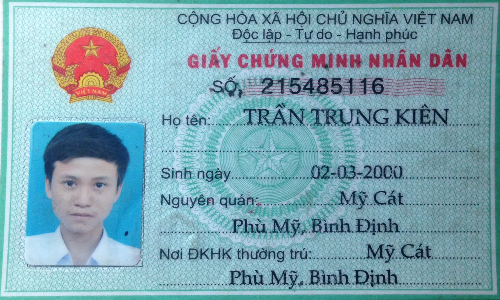 CỘNG HÒA XÃ HỘI CHỦ NGHĨA VIỆT NAM
Độc lập - Tự do - Hạnh phúc
GIẤY CHỨNG MINH NHÂN DÂN
SỐ: 215485116
Họ tên: TRẦN TRUNG KIÊN
Sinh ngày 02-03-2000
Nguyên quán: Mỹ Cát
Phù Mỹ, Bình Định
Nơi ĐKHK thường trú: Mỹ Cát
Phù Mỹ, Bình Định
VIỆT NAM